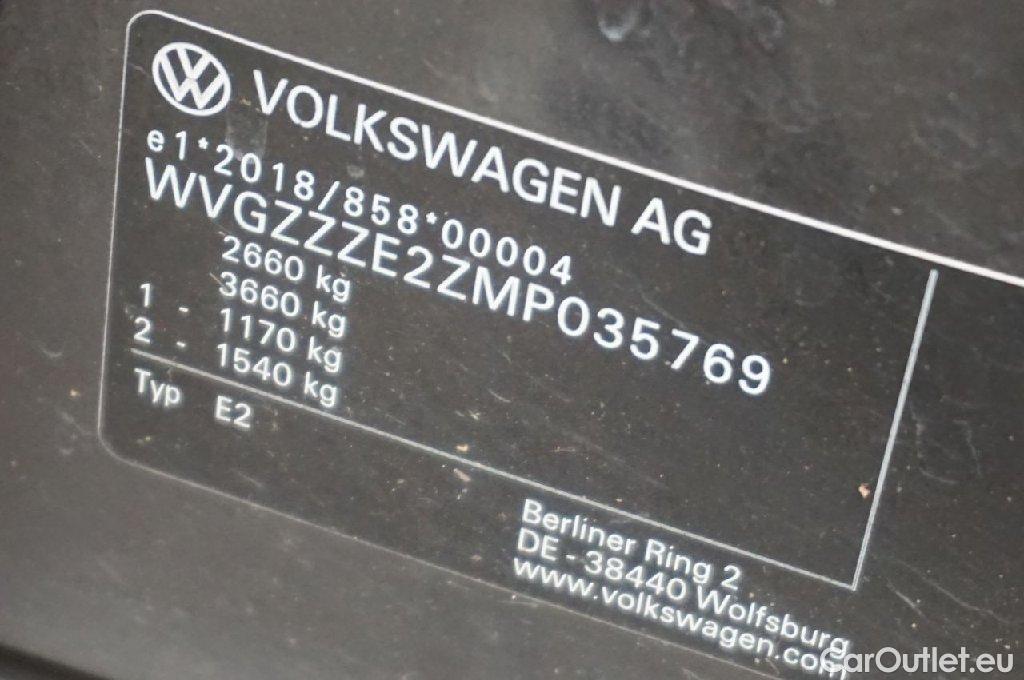 VOLKSWAGEN AG
e1*2018/858*00004
WVGZZZE2ZMP035769
2660 kg
3660 kg
1 - 1170 kg
2 - 1540 kg
Typ E2
Berliner Ring 2
DE - 38440 Wolfsburg
www.volkswagen.com
CarOutlet.eu